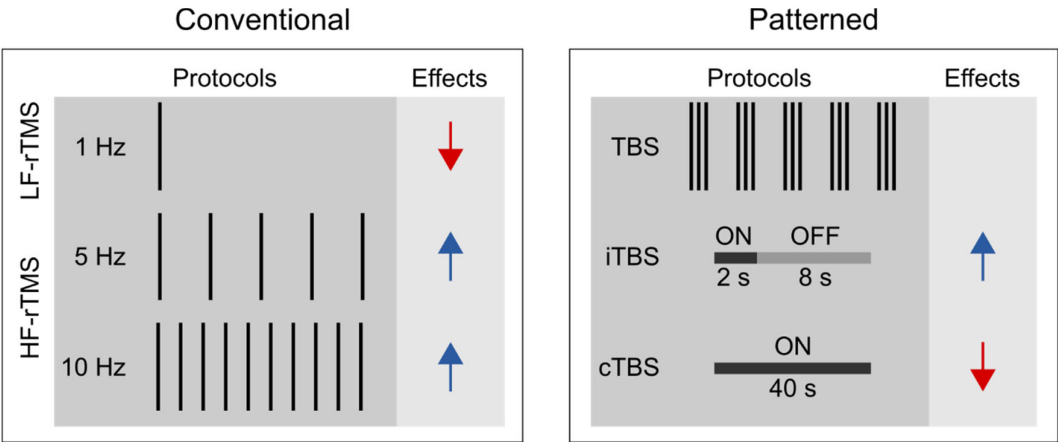 Conventional
Protocols Effects
LF-rTMS
1 Hz
HF-rTMS
5 Hz
10 Hz
Patterned
Protocols Effects
TBS
iTBS
ON OFF
2 s 8 s
cTBS
ON
40 s